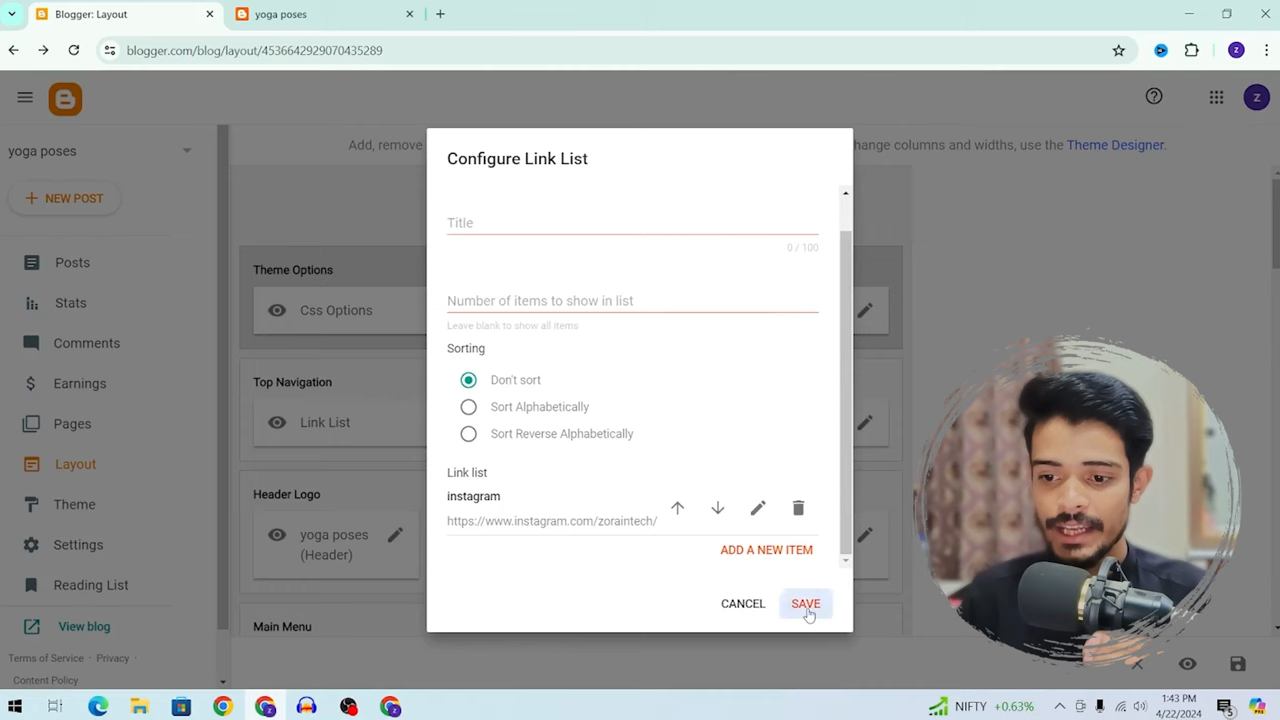 Blogger: Layout
yoga poses
blogger.com/blog/layout/4536642929070435289
z
Z
yoga poses
Add, remove
hange columns and widths, use the Theme Designer.
NEW POST
Posts
Stats
Comments
Earnings
Pages
Layout
Theme
Settings
Reading List
View blog
Terms of Service · Privacy ·
Content Policy
Theme Options
Css Options
Top Navigation
Link List
Header Logo
yoga poses
(Header)
Main Menu
Configure Link List
Title
0 / 100
Number of items to show in list
Leave blank to show all items
Sorting
Don't sort
Sort Alphabetically
Sort Reverse Alphabetically
Link list
instagram
https://www.instagram.com/zoraintech/
ADD A NEW ITEM
CANCEL
SAVE
NIFTY +0.63%
1:43 PM
4/22/2024
5